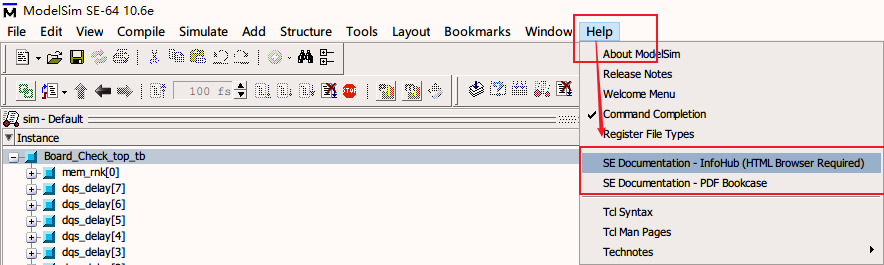 ModelSim SE-64 10.6e
File Edit View Compile Simulate Add Structure Tools Layout Bookmarks Window Help
About ModelSim
Release Notes
Welcome Menu
Command Completion
Register File Types
SE Documentation - InfoHub (HTML Browser Required)
SE Documentation - PDF Bookcase
Tcl Syntax
Tcl Man Pages
Technotes
100 fs
sim - Default
Instance
Board_Check_top_tb
mem_rnk[0]
dqs_delay[7]
dqs_delay[6]
dqs_delay[5]
dqs_delay[4]
dqs_delay[3]